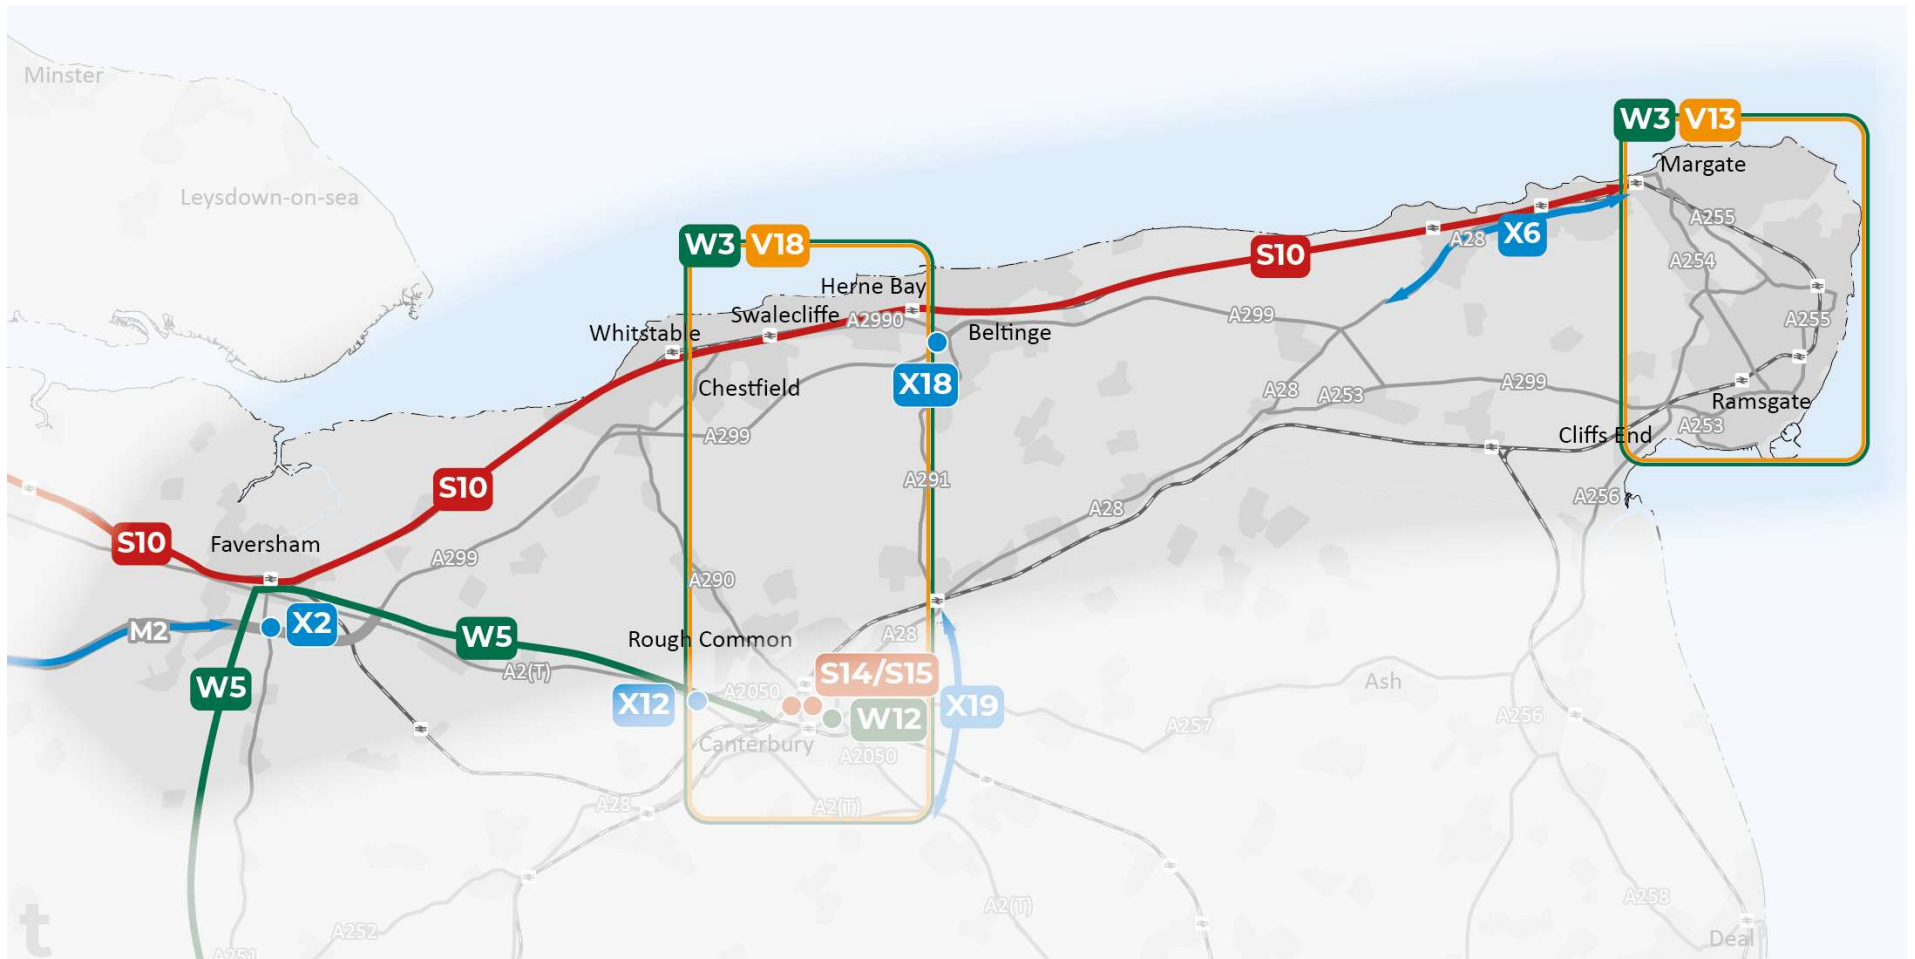 Minster
Leysdown-on-sea
W3 V13
Margate
A255
W3 V18
S10
A28
X6
A254
Herne Bay
Swalecliffe
A2990
Whitstable
Beltinge
A299
A255
X18
Chestfield
A28
A253
A299
Ramsgate
A299
Cliffs End
A253
S10
A291
A256
A28
S10
Faversham
A299
A290
M2
X2
W5
Rough Common
A28
A2(T)
S14/S15
Ash
W5
A2050
X12
X19
W12
A256
A257
Canterbury
A2050
A28
A2(T)
A258
A2(T)
t
A252
Deal
A251